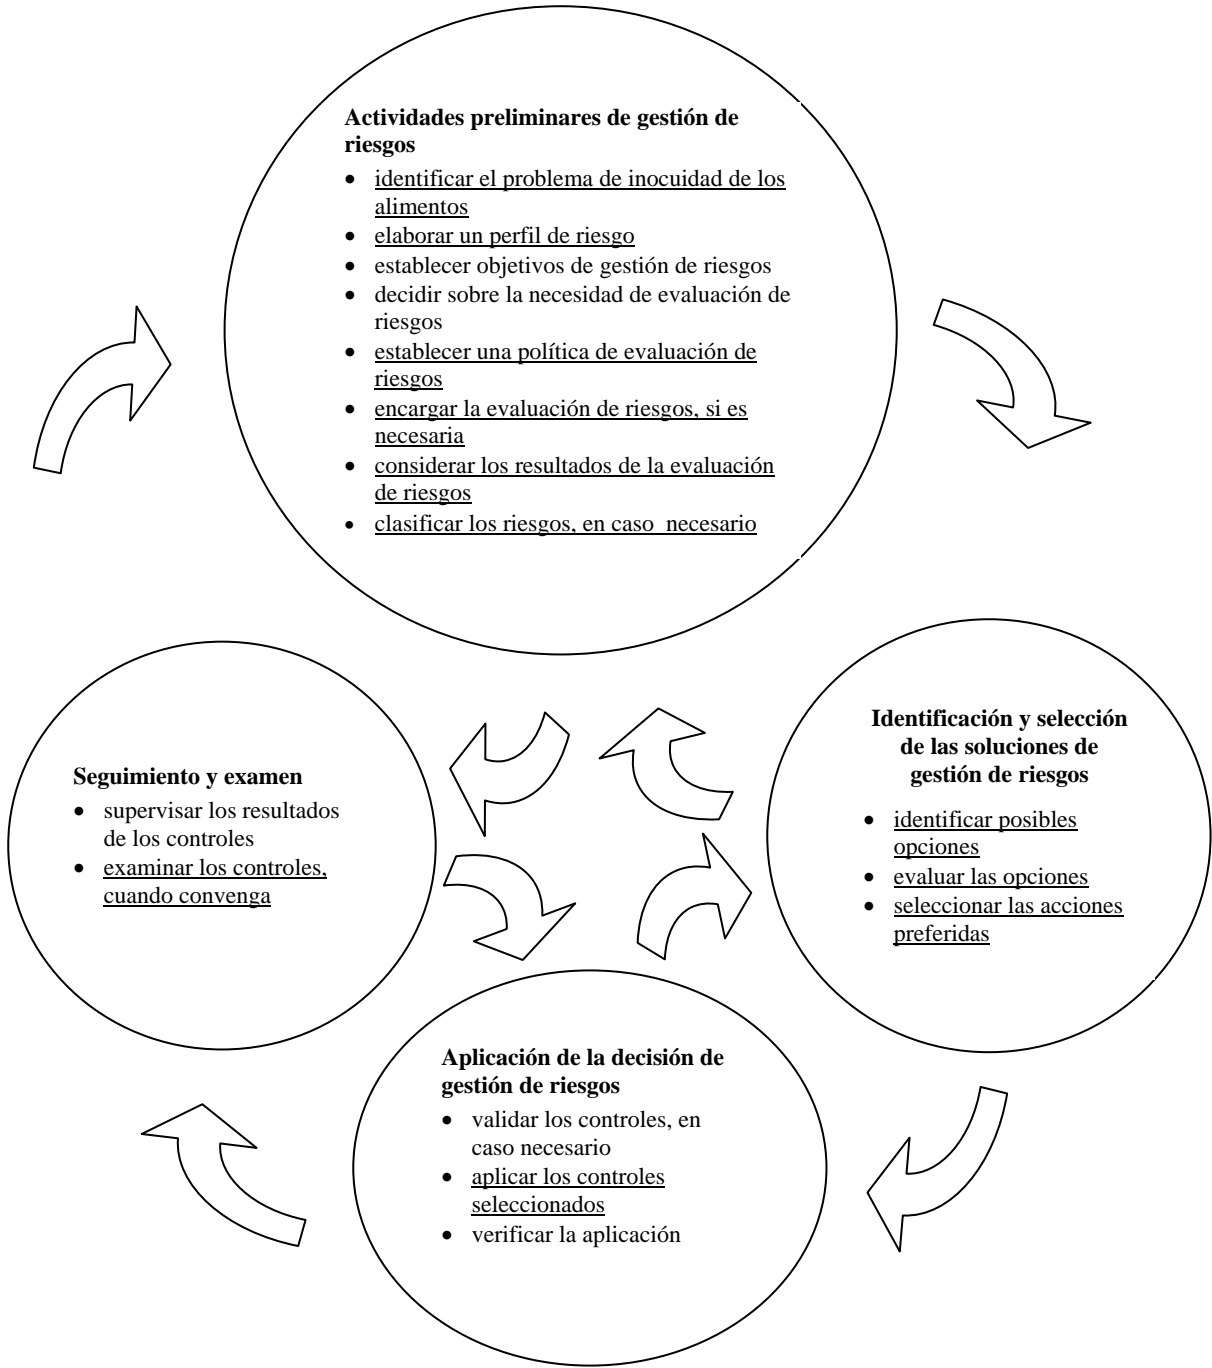 Actividades preliminares de gestión de
riesgos
• identificar el problema de inocuidad de los
alimentos
• elaborar un perfil de riesgo
• establecer objetivos de gestión de riesgos
• decidir sobre la necesidad de evaluación de
riesgos
• establecer una política de evaluación de
riesgos
• encargar la evaluación de riesgos, si es
necesaria
• considerar los resultados de la evaluación
de riesgos
• clasificar los riesgos, en caso necesario
Identificación y selección
de las soluciones de
gestión de riesgos
• identificar posibles
opciones
• evaluar las opciones
• seleccionar las acciones
preferidas
Aplicación de la decisión de
gestión de riesgos
• validar los controles, en
caso necesario
• aplicar los controles
seleccionados
• verificar la aplicación
Seguimiento y examen
• supervisar los resultados
de los controles
• examinar los controles,
cuando convenga